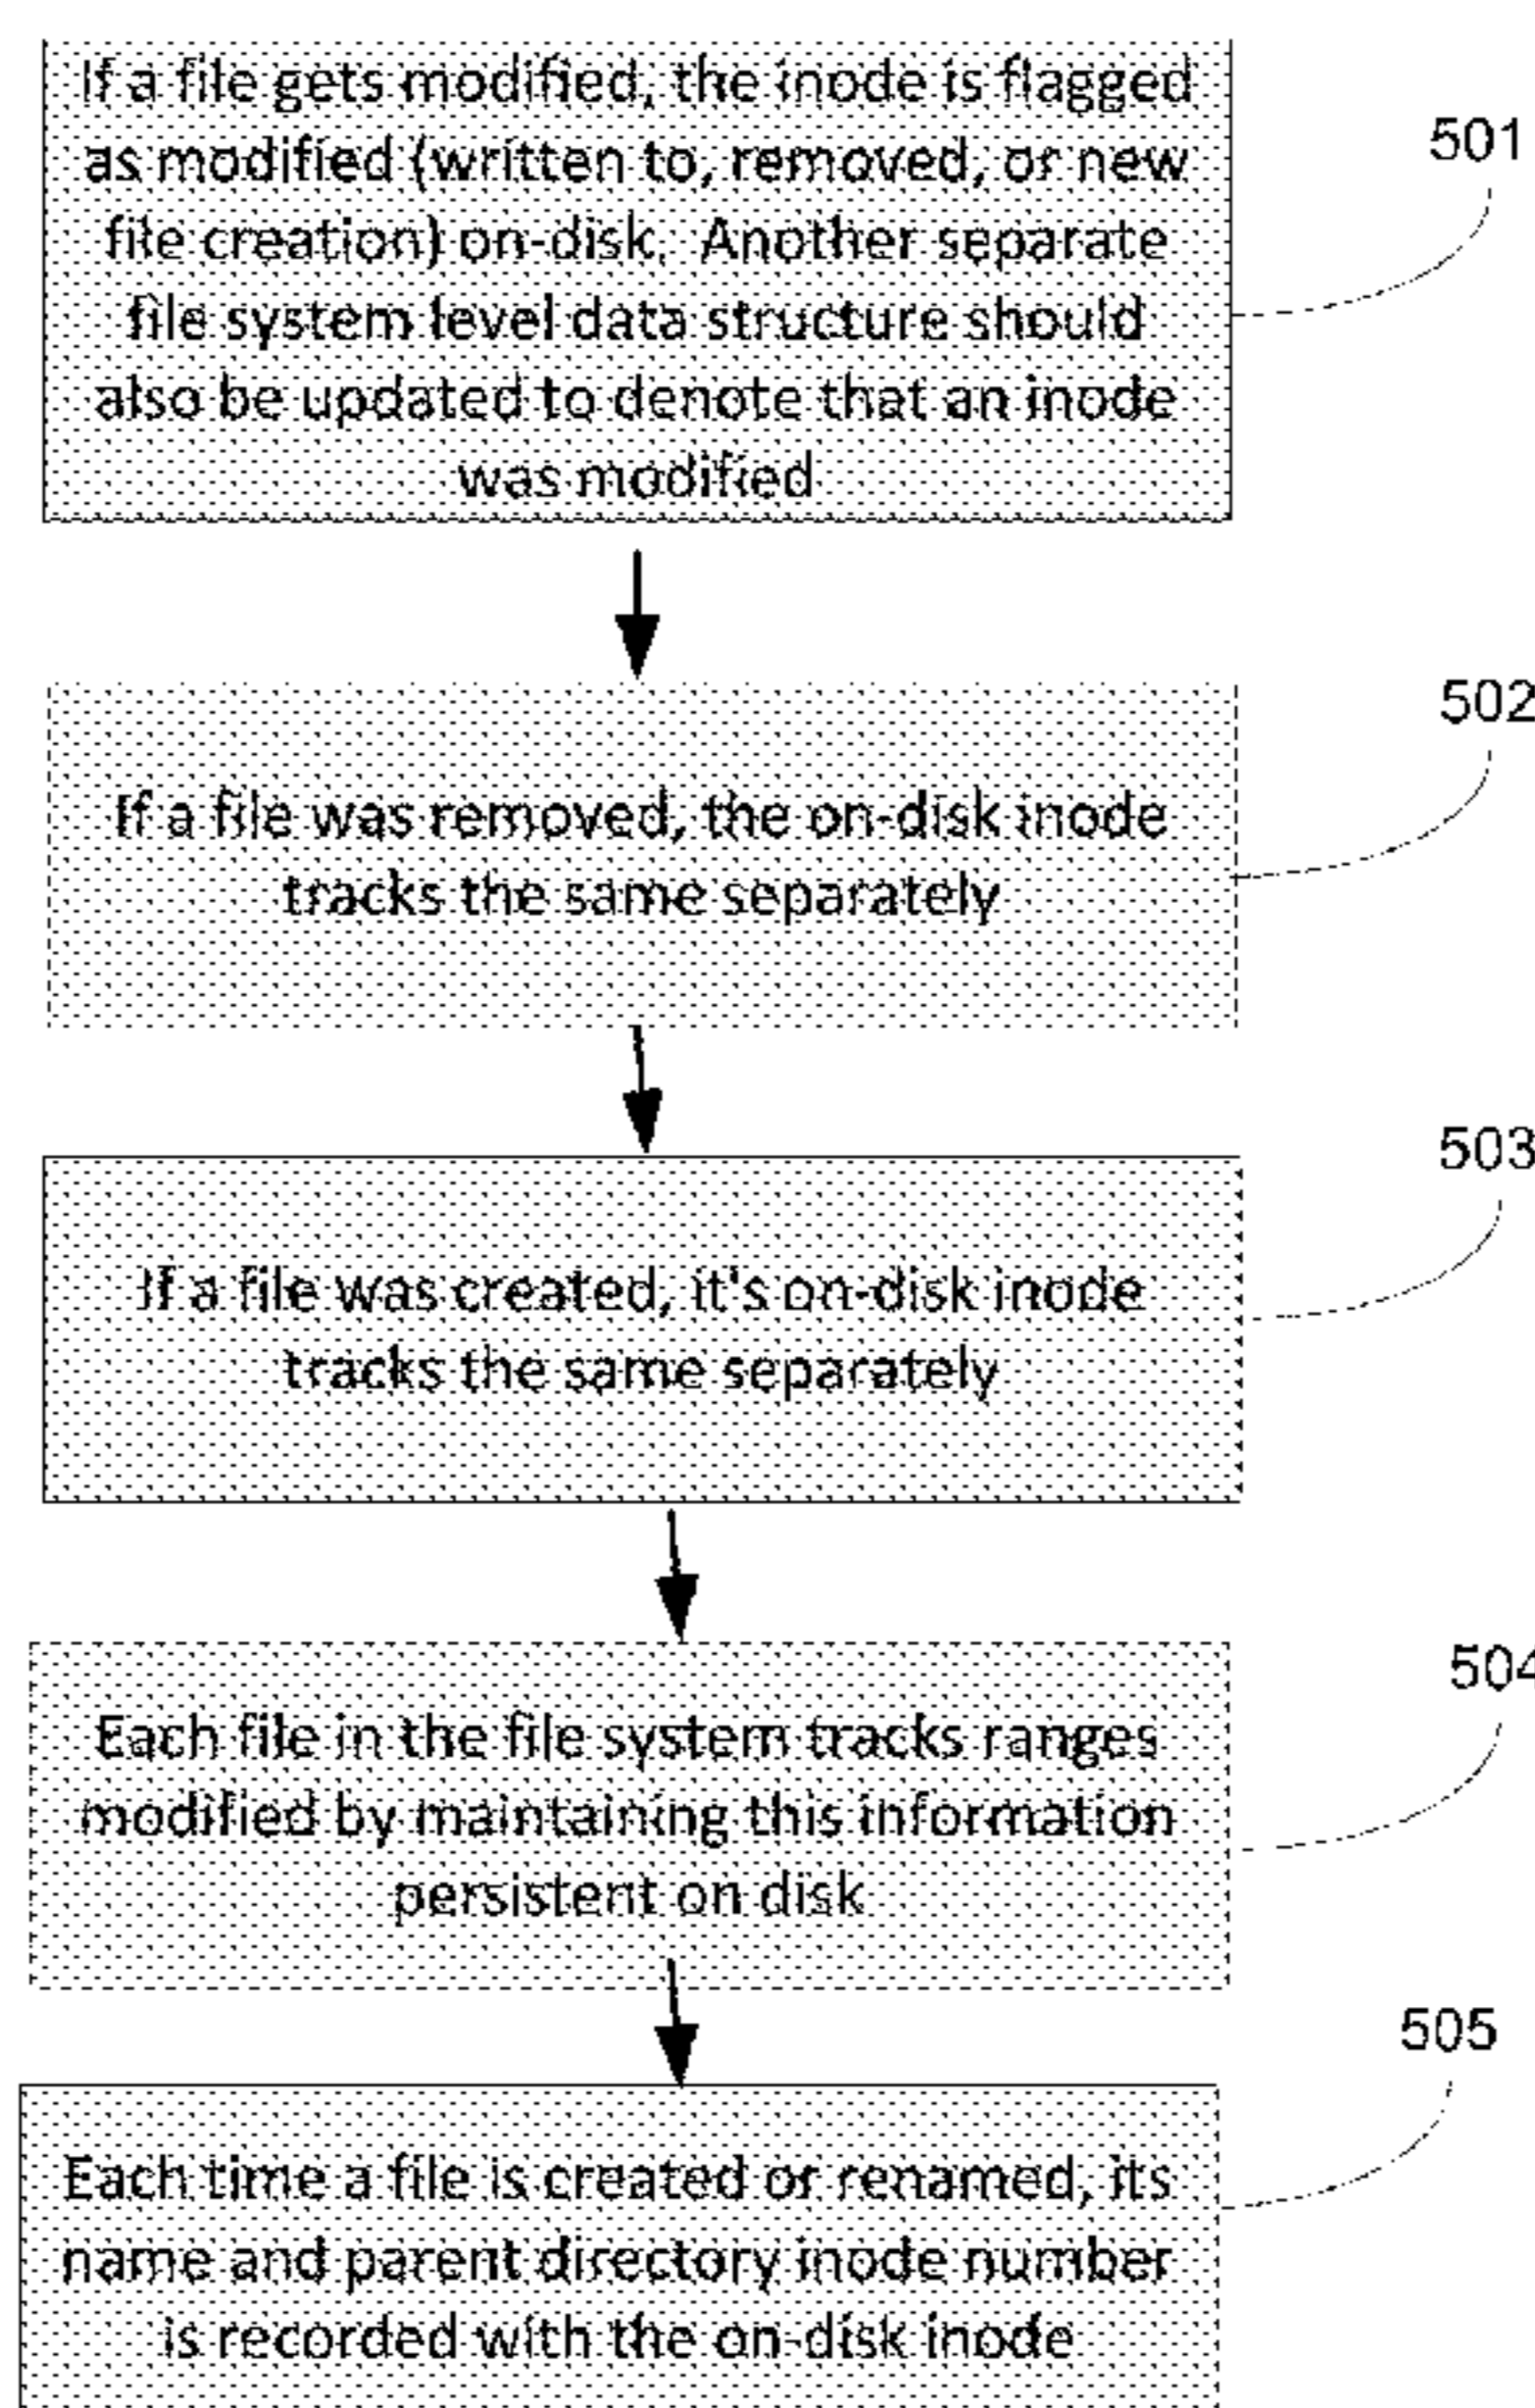 If a file gets modified, the inode is flagged
as modified (written to, removed, or new
file creation) on-disk. Another separate
file system level data structure should
also be updated to denote that an inode
was modified
501
If a file was removed, the on-disk inode
tracks the same separately
502
If a file was created, it's on-disk inode
tracks the same separately
503
Each file in the file system tracks ranges
modified by maintaining this information
persistent on disk
504
Each time a file is created or renamed, its
name and parent directory inode number
is recorded with the on-disk inode
505